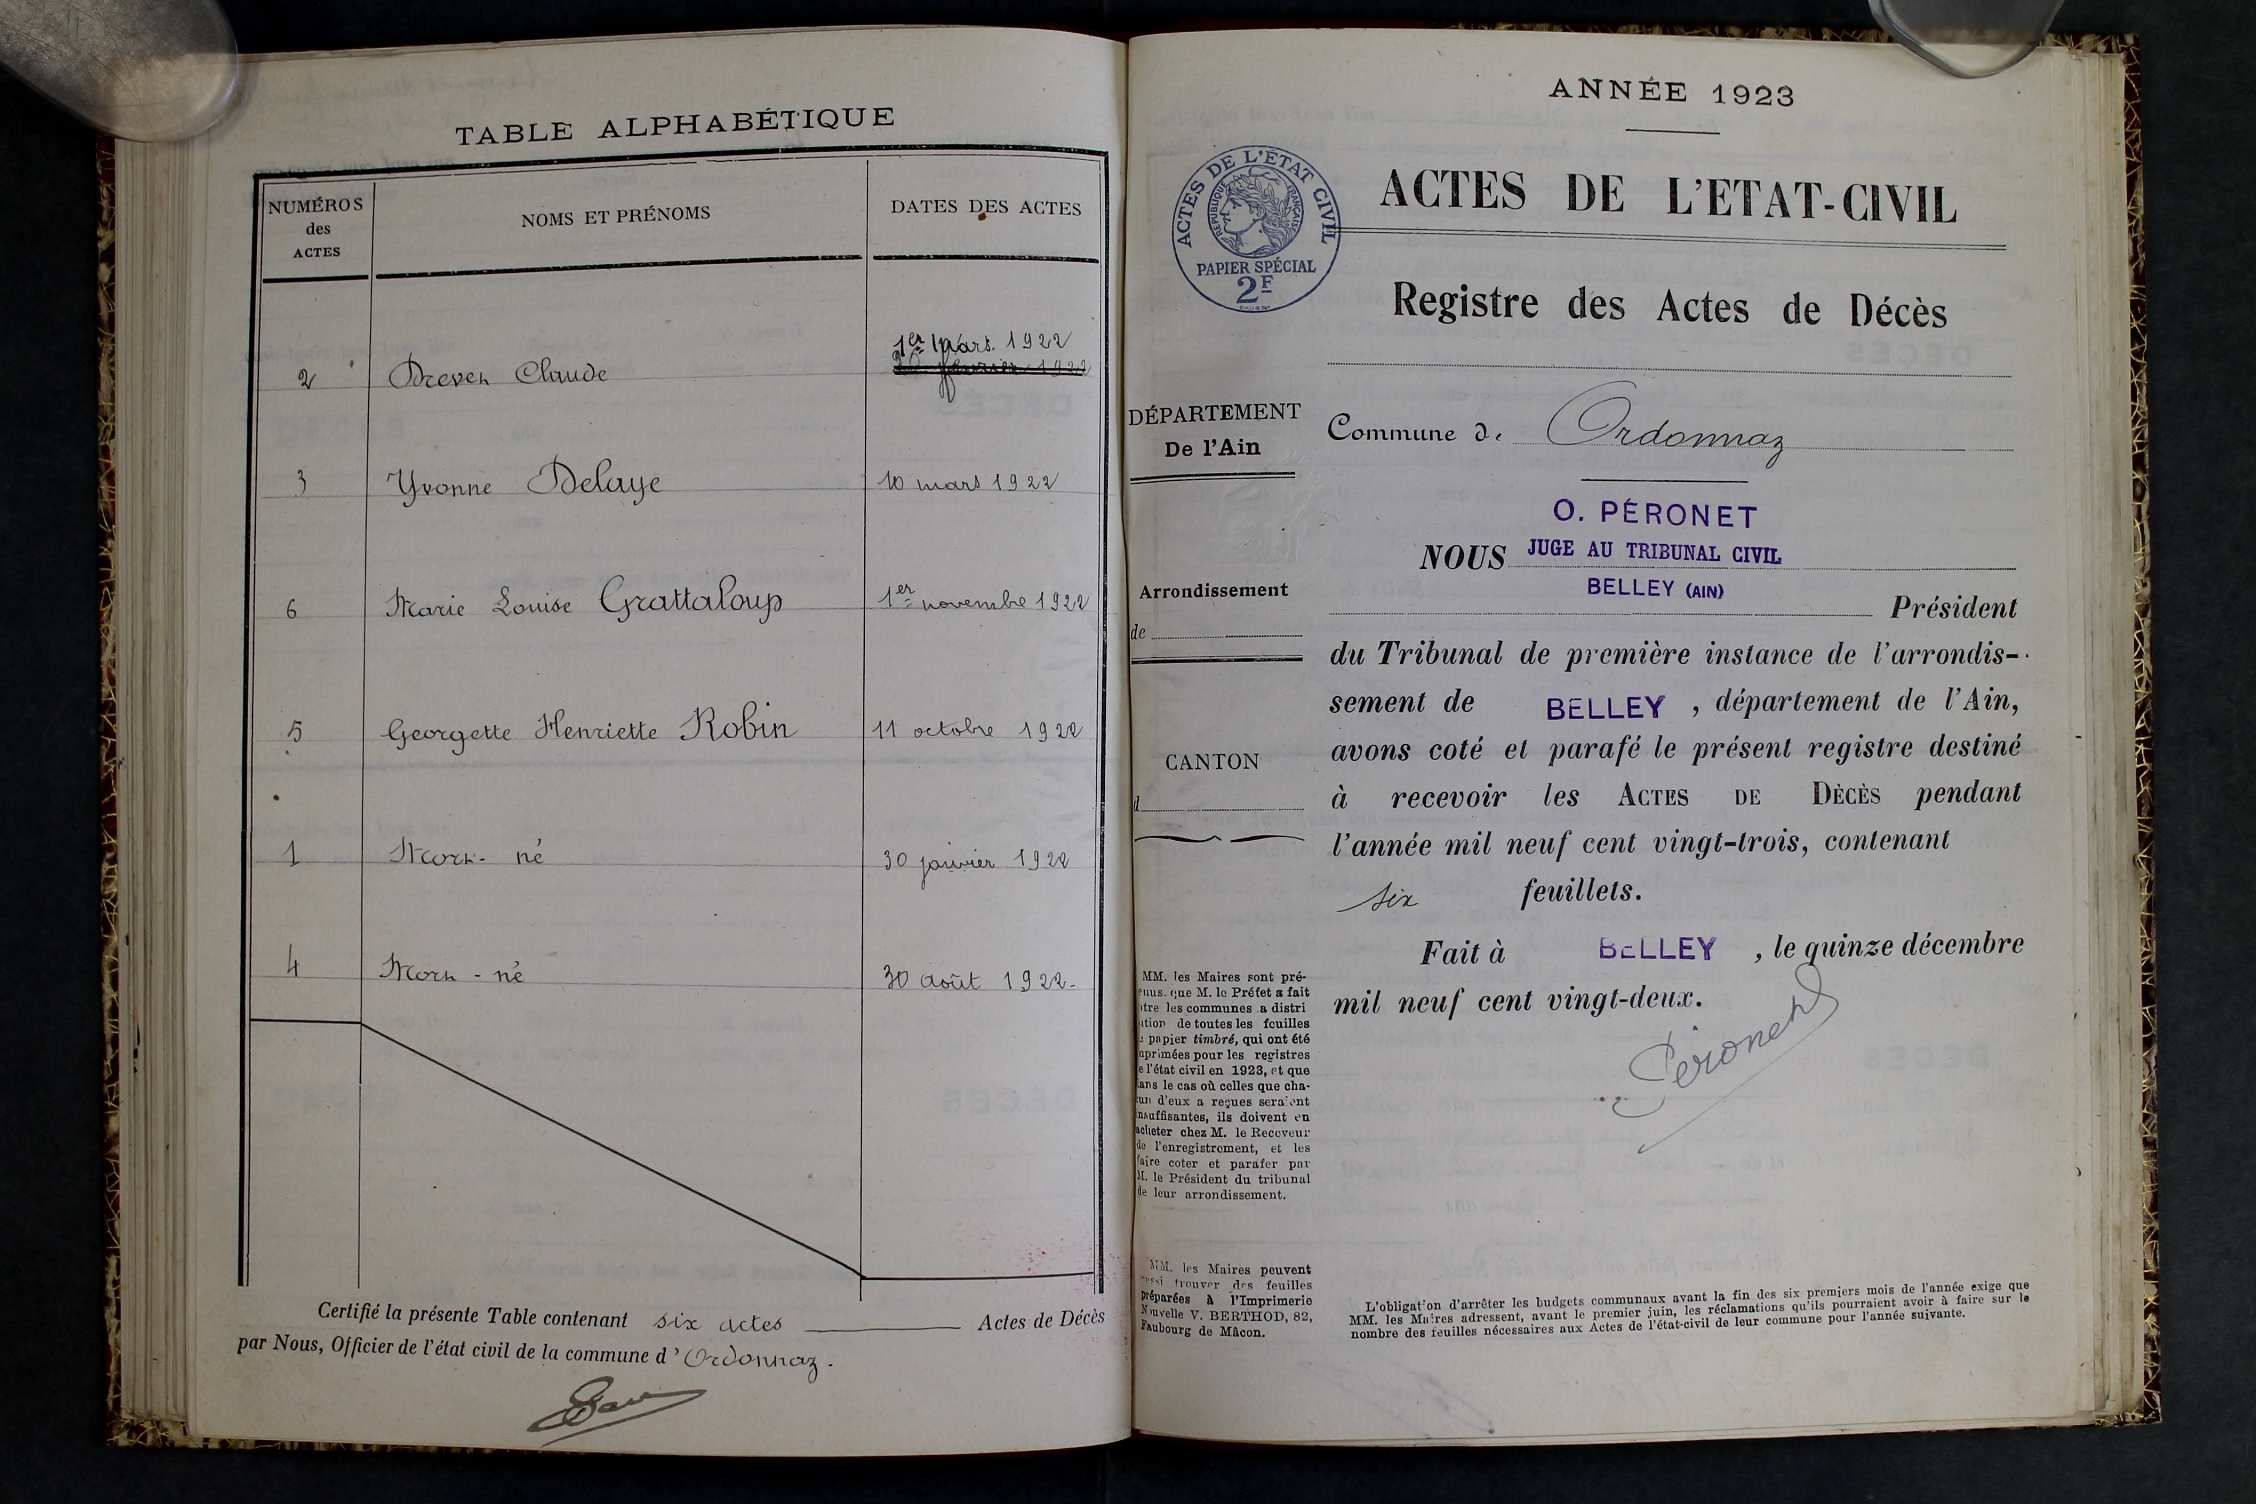 TABLE ALPHABÉTIQUE
NUMÉROS des ACTES
NOMS ET PRÉNOMS
DATES DES ACTES
1er Mars. 1922
2 Dreven Claude février 1922
3 Yvonne Delaye 10 mars 1922
6 Marie Louise Grattaloup 1er novembre 1922
5 Georgette Henriette Robin 11 octobre 1922
1 Mort-né 30 janvier 1922
4 Mort-né 30 août 1922.
Certifié la présente Table contenant six actes Actes de Décès
par Nous, Officier de l'état civil de la commune d'Ordonnaz.
ANNÉE 1923
ACTES DE L'ÉTAT CIVIL
RÉPUBLIQUE FRANÇAISE
PAPIER SPÉCIAL
2F
ACTES DE L'ETAT-CIVIL
Registre des Actes de Décès
DÉPARTEMENT
De l'Ain
Arrondissement
de
CANTON
d
MM. les Maires sont pré-
enus. que M. le Préfet a fait
ntre les communes a distri
ution de toutes les feuilles
e papier timbré, qui ont été
mprimées pour les registres
e l'état civil en 1923, et que
ans le cas où celles que cha-
cun d'eux a reçues seraient
insuffisantes, ils doivent en
acheter chez M. le Receveur
de l'enregistrement, et les
faire coter et parafer par
M. le Président du tribunal
de leur arrondissement.
MM. les Maires peuvent
ussi trouver des feuilles
préparées à l'Imprimerie
Nouvelle V. BERTHOD, 82,
Faubourg de Mâcon.
Commune de Ordonnaz
O. PÉRONET
NOUS JUGE AU TRIBUNAL CIVIL
BELLEY (AIN)
Président
du Tribunal de première instance de l'arrondis-
sement de BELLEY, département de l'Ain,
avons coté et parafé le présent registre destiné
à recevoir les ACTES DE DÉCÈS pendant
l'année mil neuf cent vingt-trois, contenant
six feuillets.
Fait à BELLEY, le quinze décembre
mil neuf cent vingt-deux.
Péronet
L'obligation d'arrêter les budgets communaux avant la fin des six premiers mois de l'année exige que
MM. les Maires adressent, avant le premier juin, les réclamations qu'ils pourraient avoir à faire sur le
nombre des feuilles nécessaires aux Actes de l'état-civil de leur commune pour l'année suivante.